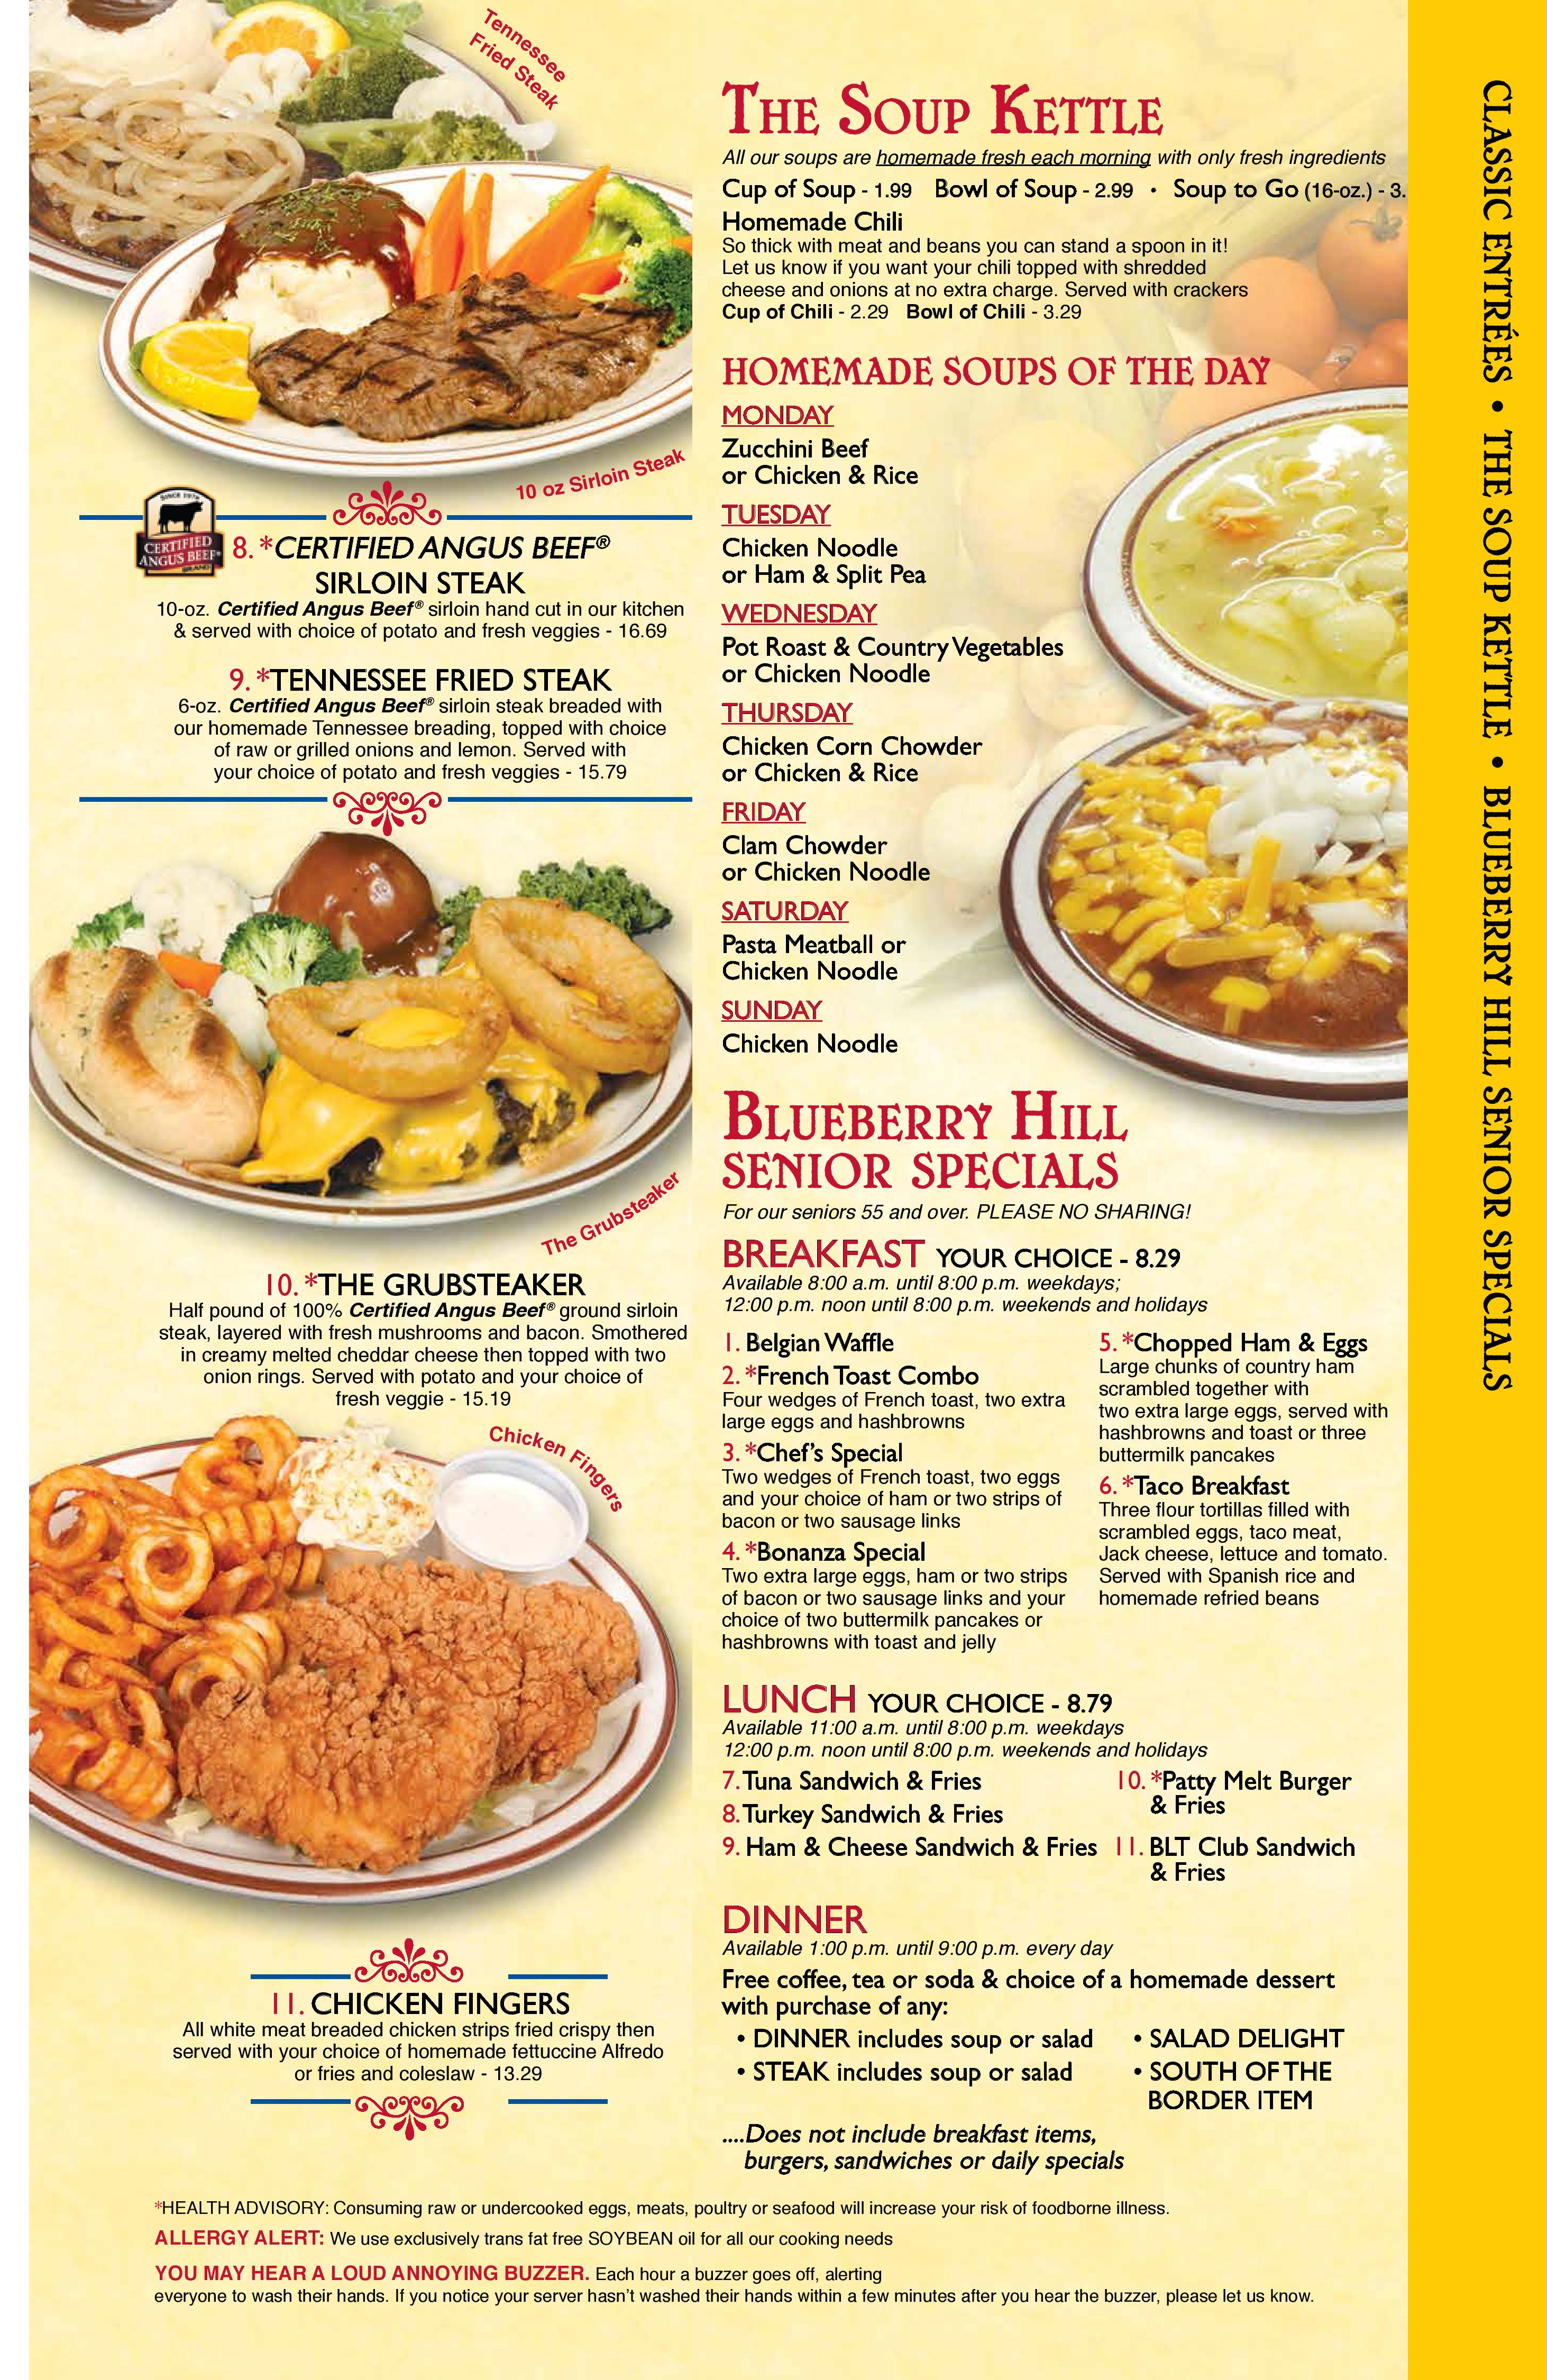 Tennessee
Fried Steak
10 oz Sirloin Steak
SINCE 1978
CERTIFIED
ANGUS BEEF®
BRAND
8. *CERTIFIED ANGUS BEEF®
SIRLOIN STEAK
10-oz. Certified Angus Beef® sirloin hand cut in our kitchen
& served with choice of potato and fresh veggies - 16.69
9. *TENNESSEE FRIED STEAK
6-oz. Certified Angus Beef® sirloin steak breaded with
our homemade Tennessee breading, topped with choice
of raw or grilled onions and lemon. Served with
your choice of potato and fresh veggies - 15.79
The Grubsteaker
10. *THE GRUBSTEAKER
Half pound of 100% Certified Angus Beef® ground sirloin
steak, layered with fresh mushrooms and bacon. Smothered
in creamy melted cheddar cheese then topped with two
onion rings. Served with potato and your choice of
fresh veggie - 15.19
Chicken Fingers
11. CHICKEN FINGERS
All white meat breaded chicken strips fried crispy then
served with your choice of homemade fettuccine Alfredo
or fries and coleslaw - 13.29
THE SOUP KETTLE
All our soups are homemade fresh each morning with only fresh ingredients
Cup of Soup - 1.99 Bowl of Soup - 2.99 • Soup to Go (16-oz.) - 3.
Homemade Chili
So thick with meat and beans you can stand a spoon in it!
Let us know if you want your chili topped with shredded
cheese and onions at no extra charge. Served with crackers
Cup of Chili - 2.29 Bowl of Chili - 3.29
HOMEMADE SOUPS OF THE DAY
MONDAY
Zucchini Beef
or Chicken & Rice
TUESDAY
Chicken Noodle
or Ham & Split Pea
WEDNESDAY
Pot Roast & Country Vegetables
or Chicken Noodle
THURSDAY
Chicken Corn Chowder
or Chicken & Rice
FRIDAY
Clam Chowder
or Chicken Noodle
SATURDAY
Pasta Meatball or
Chicken Noodle
SUNDAY
Chicken Noodle
BLUEBERRY HILL
SENIOR SPECIALS
For our seniors 55 and over. PLEASE NO SHARING!
BREAKFAST YOUR CHOICE - 8.29
Available 8:00 a.m. until 8:00 p.m. weekdays;
12:00 p.m. noon until 8:00 p.m. weekends and holidays
1. Belgian Waffle
2. *French Toast Combo
Four wedges of French toast, two extra
large eggs and hashbrowns
3. *Chef's Special
Two wedges of French toast, two eggs
and your choice of ham or two strips of
bacon or two sausage links
4. *Bonanza Special
Two extra large eggs, ham or two strips
of bacon or two sausage links and your
choice of two buttermilk pancakes or
hashbrowns with toast and jelly
5. *Chopped Ham & Eggs
Large chunks of country ham
scrambled together with
two extra large eggs, served with
hashbrowns and toast or three
buttermilk pancakes
6. *Taco Breakfast
Three flour tortillas filled with
scrambled eggs, taco meat,
Jack cheese, lettuce and tomato.
Served with Spanish rice and
homemade refried beans
LUNCH YOUR CHOICE - 8.79
Available 11:00 a.m. until 8:00 p.m. weekdays
12:00 p.m. noon until 8:00 p.m. weekends and holidays
7. Tuna Sandwich & Fries
8. Turkey Sandwich & Fries
9. Ham & Cheese Sandwich & Fries
10. *Patty Melt Burger
& Fries
11. BLT Club Sandwich
& Fries
DINNER
Available 1:00 p.m. until 9:00 p.m. every day
Free coffee, tea or soda & choice of a homemade dessert
with purchase of any:
• DINNER includes soup or salad
• STEAK includes soup or salad
• SALAD DELIGHT
• SOUTH OF THE
BORDER ITEM
....Does not include breakfast items,
burgers, sandwiches or daily specials
*HEALTH ADVISORY: Consuming raw or undercooked eggs, meats, poultry or seafood will increase your risk of foodborne illness.
ALLERGY ALERT: We use exclusively trans fat free SOYBEAN oil for all our cooking needs
YOU MAY HEAR A LOUD ANNOYING BUZZER. Each hour a buzzer goes off, alerting
everyone to wash their hands. If you notice your server hasn't washed their hands within a few minutes after you hear the buzzer, please let us know.
CLASSIC ENTRÉES • THE SOUP KETTLE • BLUEBERRY HILL SENIOR SPECIALS